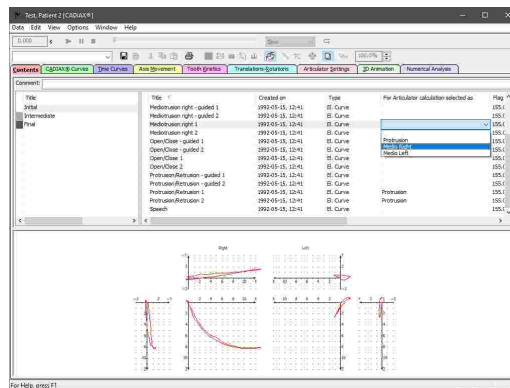 Test, Patient 2 [CADIAX®]
Data Edit View Options Window Help
0.000 s
100.0%
Contents CADIAX® Curves Time Curves Axis Movement Tooth Kinetics Translations-Rotations Articulator Settings 3D Animation Numerical Analysis
Comment:
Title
Initial
Intermediate
Final
Title Created on Type For Articulator calculation selected as Flag
Mediotrusion right - guided 1 1992-05-15, 12:41 El. Curve 155.0
Mediotrusion right - guided 2 1992-05-15, 12:41 El. Curve 155.0
Mediotrusion right 1 1992-05-15, 12:41 El. Curve
Mediotrusion right 2 1992-05-15, 12:41 El. Curve
Open/Close - guided 1 1992-05-15, 12:41 El. Curve Protrusion
Open/Close - guided 2 1992-05-15, 12:41 El. Curve Medio Right
Open/Close 1 1992-05-15, 12:41 El. Curve Medio Left
Open/Close 2 1992-05-15, 12:41 El. Curve
Protrusion/Retrusion - guided 1 1992-05-15, 12:41 El. Curve
Protrusion/Retrusion - guided 2 1992-05-15, 12:41 El. Curve
Protrusion/Retrusion 1 1992-05-15, 12:41 El. Curve Protrusion
Protrusion/Retrusion 2 1992-05-15, 12:41 El. Curve Protrusion
Speech 1992-05-15, 12:41 El. Curve
Right Left
For Help, press F1